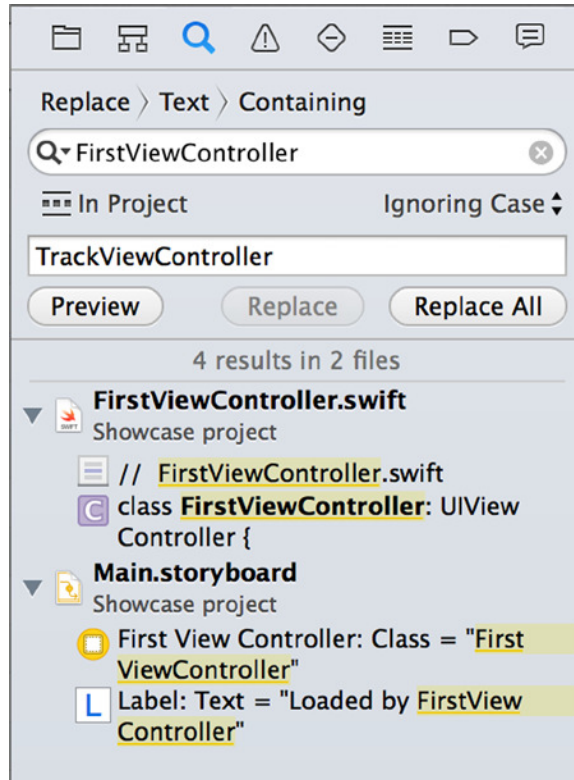 Replace 〉 Text 〉 Containing
FirstViewController
In Project Ignoring Case
TrackViewController
Preview Replace Replace All
4 results in 2 files
FirstViewController.swift
SWIFT
Showcase project
// FirstViewController.swift
C class FirstViewController: UIView
Controller {
Main.storyboard
Showcase project
First View Controller: Class = "First
ViewController"
L Label: Text = "Loaded by FirstView
Controller"